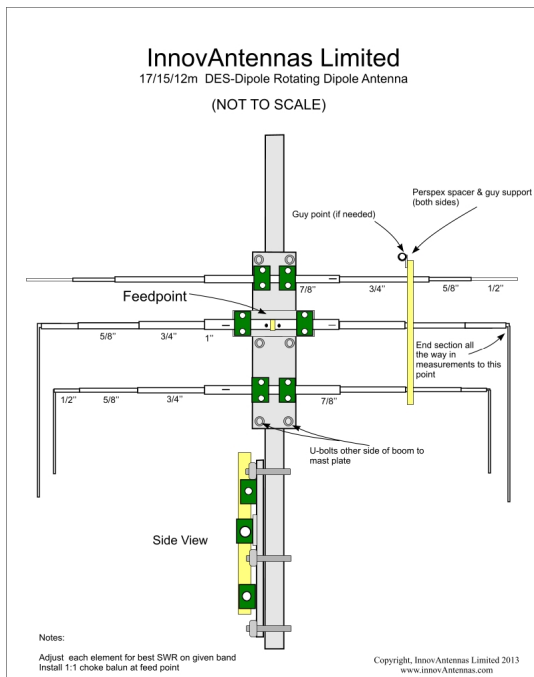 InnovAntennas Limited
17/15/12m DES-Dipole Rotating Dipole Antenna
(NOT TO SCALE)
Perspex spacer & guy support
(both sides)
Guy point (if needed)
7/8" 3/4" 5/8" 1/2"
Feedpoint
5/8" 3/4" 1"
End section all
the way in
measurements to this
point
1/2" 5/8" 3/4" 7/8"
U-bolts other side of boom to
mast plate
Side View
Notes:
Adjust each element for best SWR on given band
Install 1:1 choke balun at feed point
Copyright, InnovAntennas Limited 2013
www.innovAntennas.com